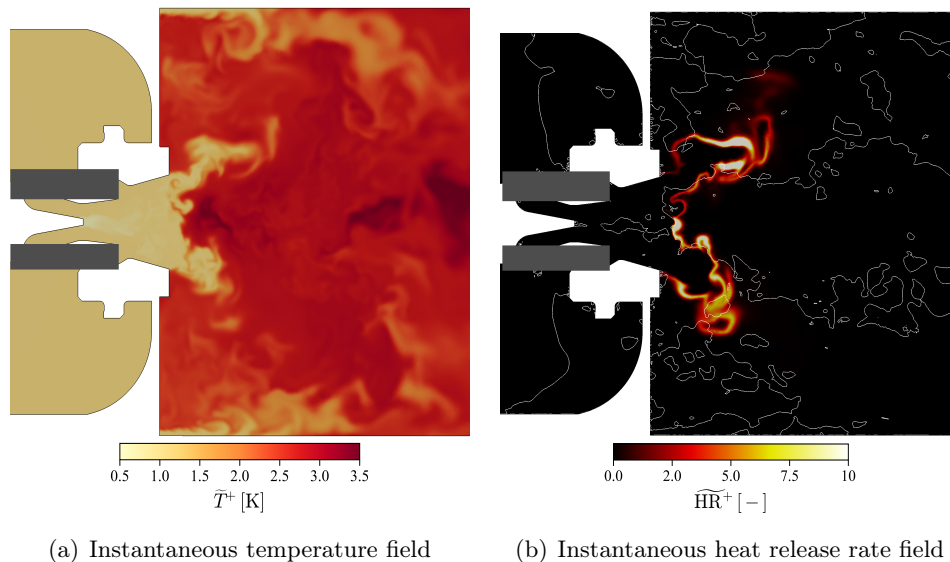 0.5 1.0 1.5 2.0 2.5 3.0 3.5
T̃⁺ [K]
0.0 2.0 5.0 7.5 10
H̃R⁺ [−]
(a) Instantaneous temperature field
(b) Instantaneous heat release rate field